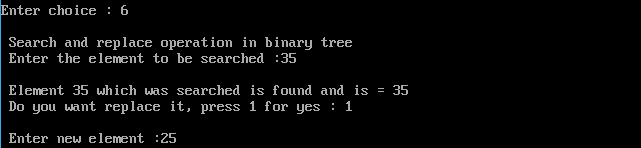 Enter choice : 6
Search and replace operation in binary tree
Enter the element to be searched :35
Element 35 which was searched is found and is = 35
Do you want replace it, press 1 for yes : 1
Enter new element :25